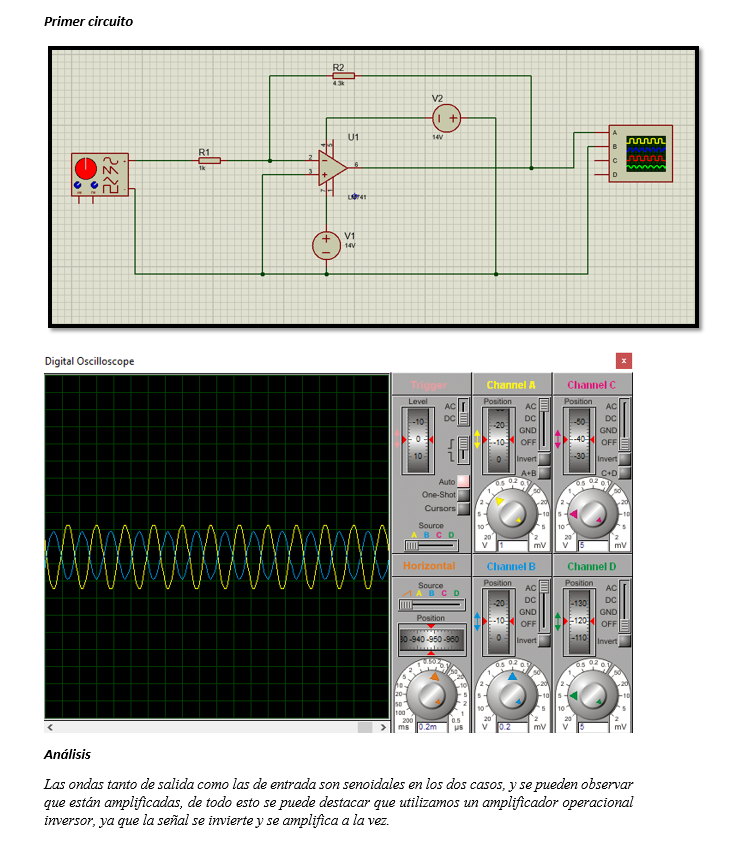 Primer circuito
R2
4.3k
V2
14V
U1
R1
1k
2
3
6
4
5
7
1
A
B
C
D
V1
14V
Digital Oscilloscope
x
Trigger
Channel A
Channel C
Level
AC
DC
-10
0
10
Auto
One-Shot
Cursors
Source
A B C D
Position
AC
DC
GND
OFF
Invert
A+B
-20
-10
0
V
1
mV
Position
AC
DC
GND
OFF
Invert
C+D
-50
-40
-30
V
5
mV
Horizontal
Channel B
Channel D
Source
A B C D
Position
-940 -950 -960
ms
0.2m
µs
Position
AC
DC
GND
OFF
Invert
-20
-10
0
V
0.2
mV
Position
AC
DC
GND
OFF
Invert
-130
-120
-110
V
5
mV
Análisis
Las ondas tanto de salida como las de entrada son senoidales en los dos casos, y se pueden observar
que están amplificadas, de todo esto se puede destacar que utilizamos un amplificador operacional
inversor, ya que la señal se invierte y se amplifica a la vez.